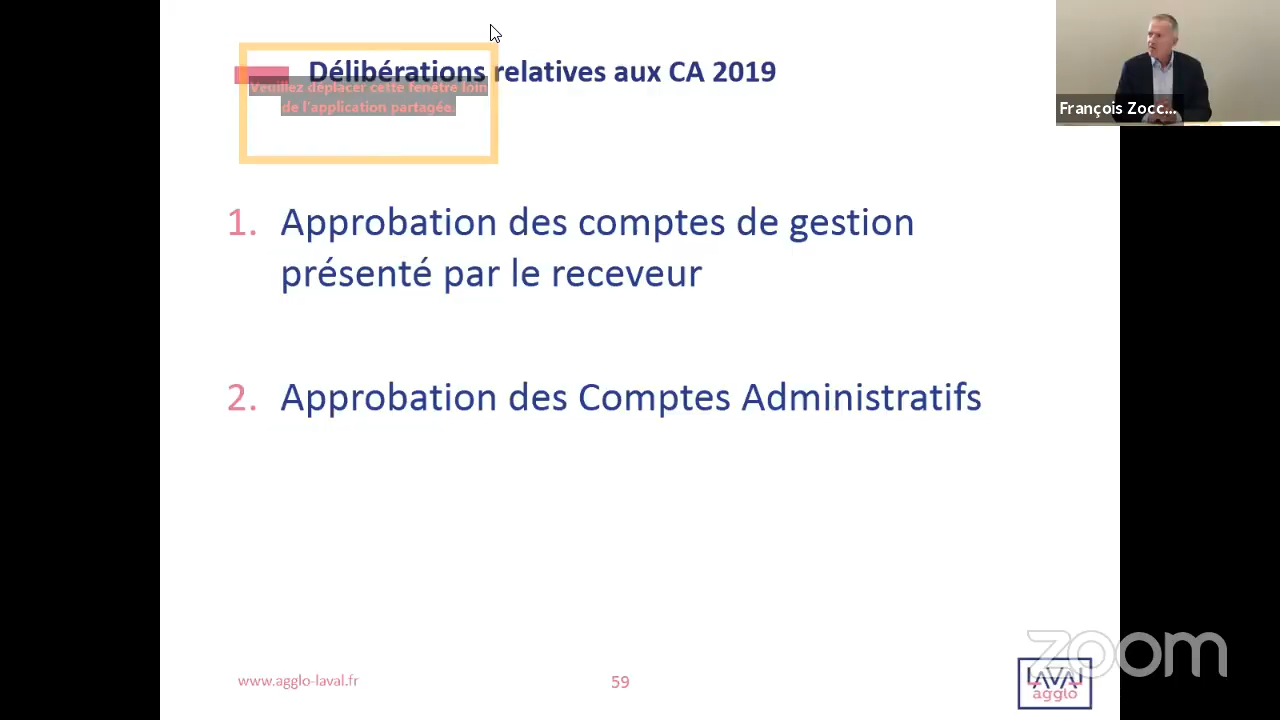 Délibérations relatives aux CA 2019
Veuillez déplacer cette fenêtre loin
de l'application partagée.
François Zocc...
1. Approbation des comptes de gestion
présenté par le receveur
2. Approbation des Comptes Administratifs
zoom
www.agglo-laval.fr
59
LAVAL
agglo